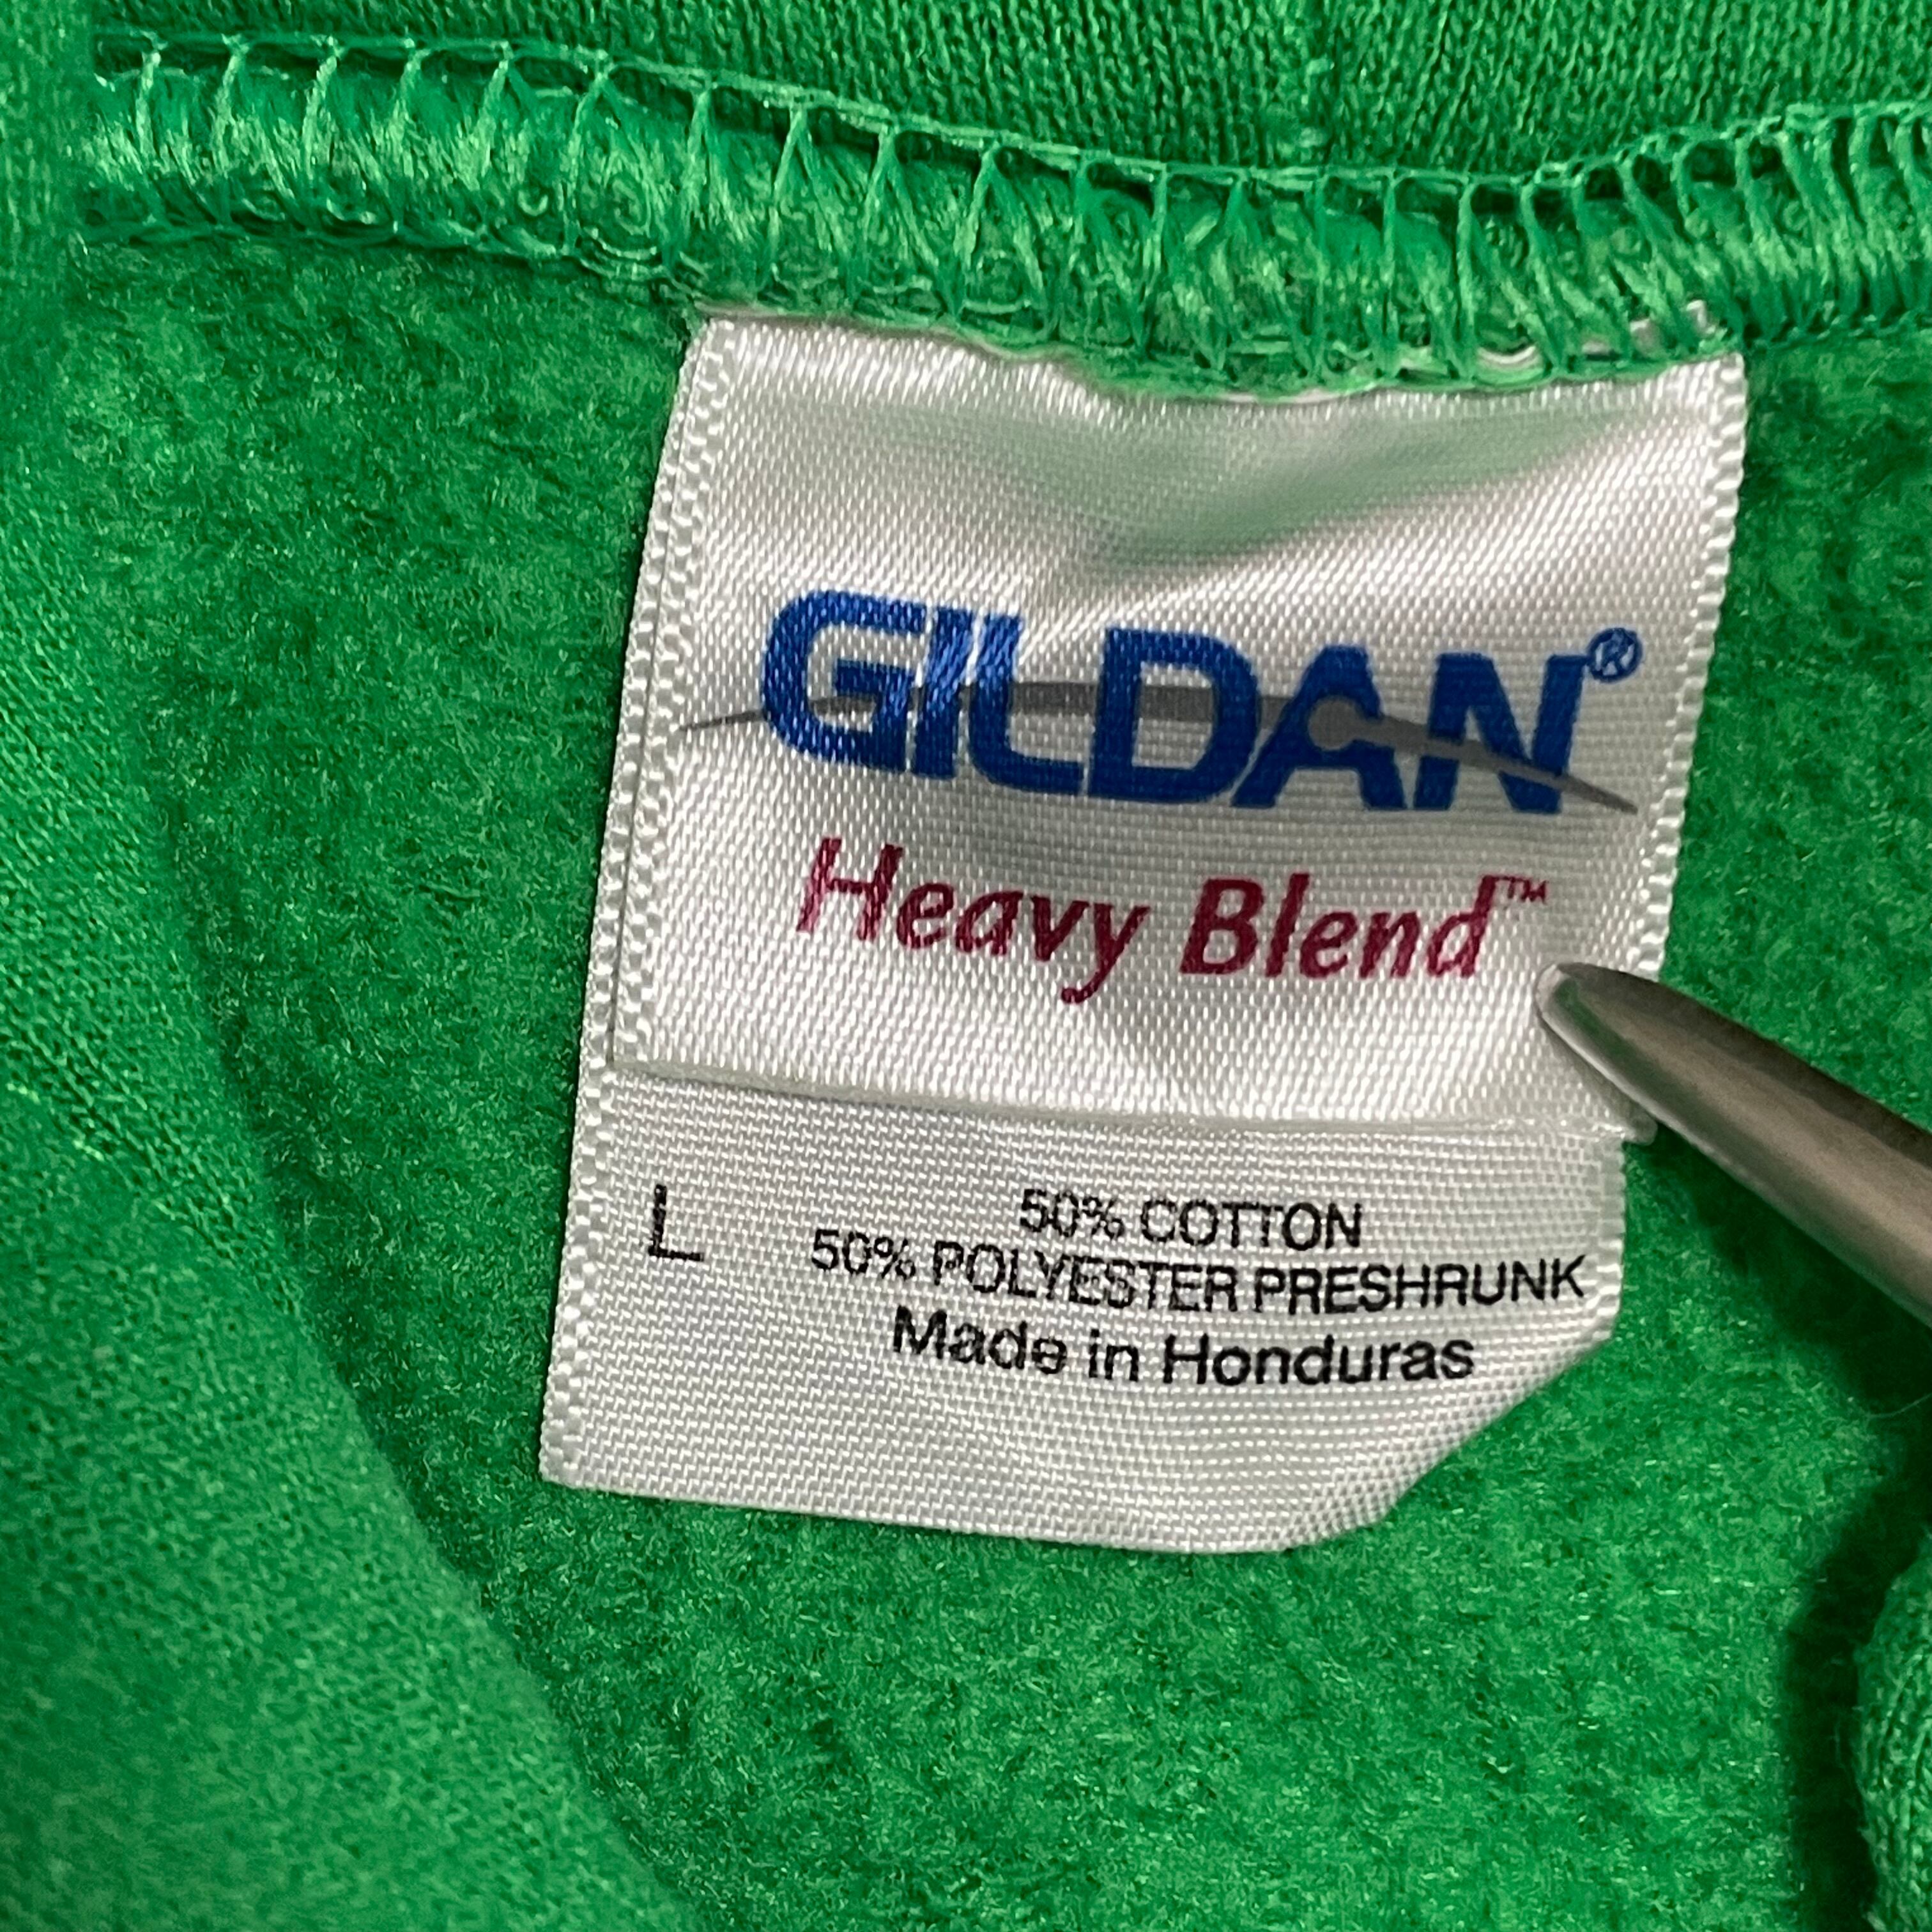 GILDAN®
Heavy Blend™
L
50% COTTON
50% POLYESTER PRESHRUNK
Made in Honduras